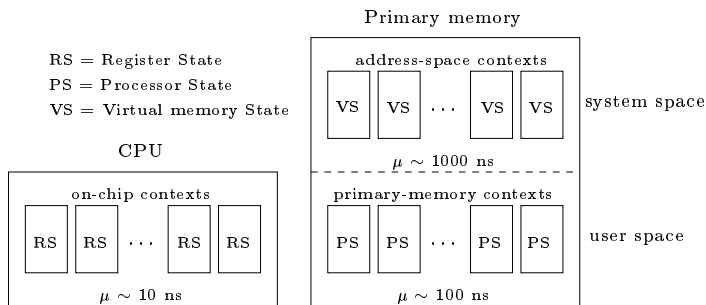 Primary memory
RS = Register State
PS = Processor State
VS = Virtual memory State
address-space contexts
VS VS · · · VS VS
system space
μ ∼ 1000 ns
CPU
on-chip contexts
RS RS · · · RS RS
μ ∼ 10 ns
primary-memory contexts
PS PS · · · PS PS
user space
μ ∼ 100 ns